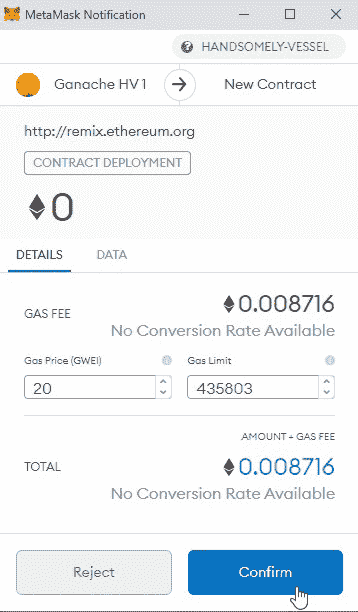 MetaMask Notification
HANDSOMELY-VESSEL
Ganache HV1 New Contract
http://remix.ethereum.org
CONTRACT DEPLOYMENT
0
DETAILS DATA
GAS FEE 0.008716
No Conversion Rate Available
Gas Price (GWEI) Gas Limit
20 435803
AMOUNT + GAS FEE
TOTAL 0.008716
No Conversion Rate Available
Reject Confirm